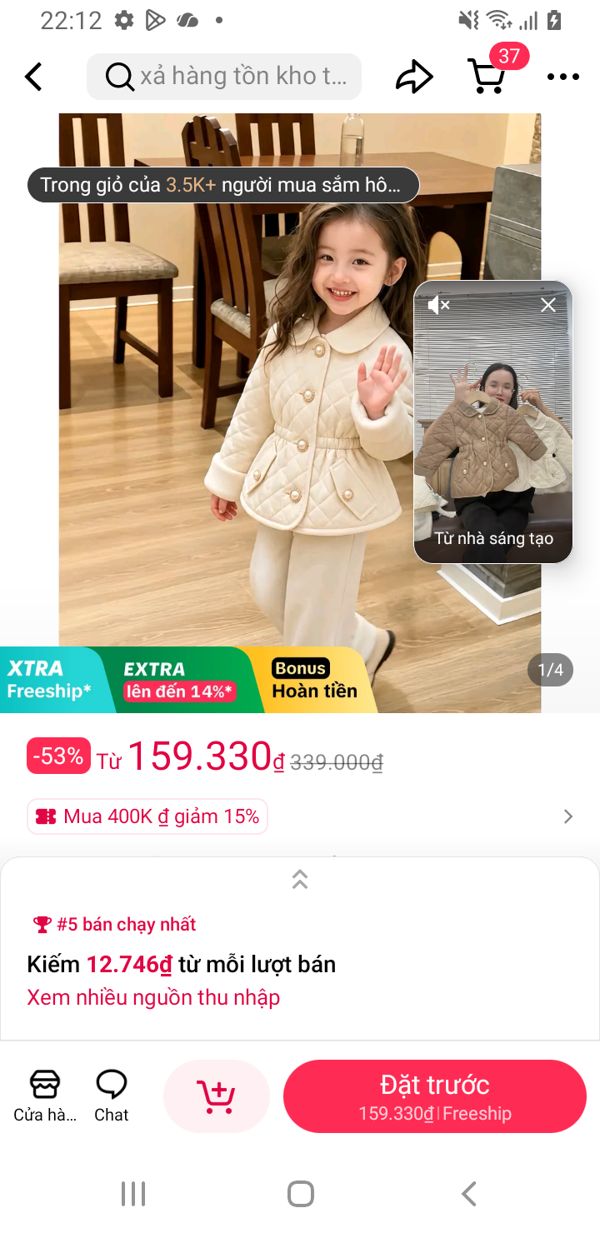 22:12
xả hàng tồn kho t...
37
Trong giỏ của 3.5K+ người mua sắm hô...
Từ nhà sáng tạo
XTRA
Freeship*
EXTRA
lên đến 14%*
Bonus
Hoàn tiền
1/4
-53% Từ 159.330₫ 339.000₫
Mua 400K ₫ giảm 15%
#5 bán chạy nhất
Kiếm 12.746₫ từ mỗi lượt bán
Xem nhiều nguồn thu nhập
Cửa hà...
Chat
Đặt trước
159.330₫|Freeship